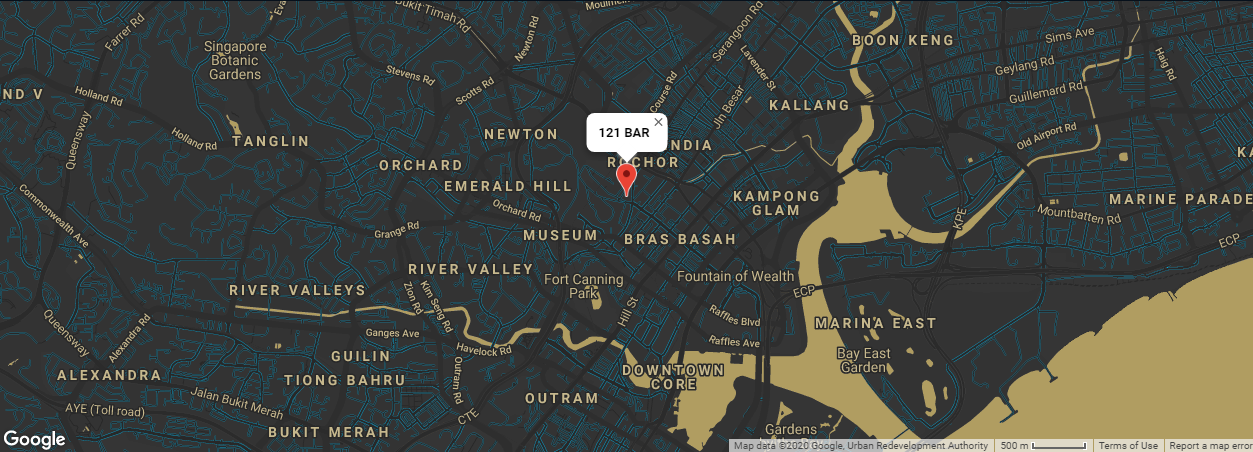 Farrer Rd
Eva
Bukit Timah Rd
Newton Rd
Moulmein
Serangoon Rd
BOON KENG
Sims Ave
Singapore
Botanic
Gardens
Stevens Rd
Scotts Rd
Course Rd
Lavender St
Geylang Rd
Haig Rd
ND V
Holland Rd
Jln Besar
KALLANG
Guillemard Rd
Queensway
Holland Rd
TANGLIN
NEWTON
121 BAR
NDIA
Old Airport Rd
ORCHARD
ROCHOR
KA
EMERALD HILL
KAMPONG
GLAM
MARINE PARADE
Commonwealth Ave
Orchard Rd
Mountbatten Rd
KPE
Grange Rd
MUSEUM
BRAS BASAH
ECP
RIVER VALLEY
Fort Canning
Park
Fountain of Wealth
RIVER VALLEYS
Zion Rd
Kim Seng Rd
ECP
Hill St
Raffles Blvd
MARINA EAST
Queensway
Alexandra Rd
Ganges Ave
Havelock Rd
Raffles Ave
Bay East
Garden
GUILIN
ALEXANDRA
TIONG BAHRU
Outram Rd
DOWNTOWN
CORE
Jalan Bukit Merah
OUTRAM
AYE (Toll road)
CTE
BUKIT MERAH
Gardens
Google
Map data ©2020 Google, Urban Redevelopment Authority
500 m
Terms of Use
Report a map error